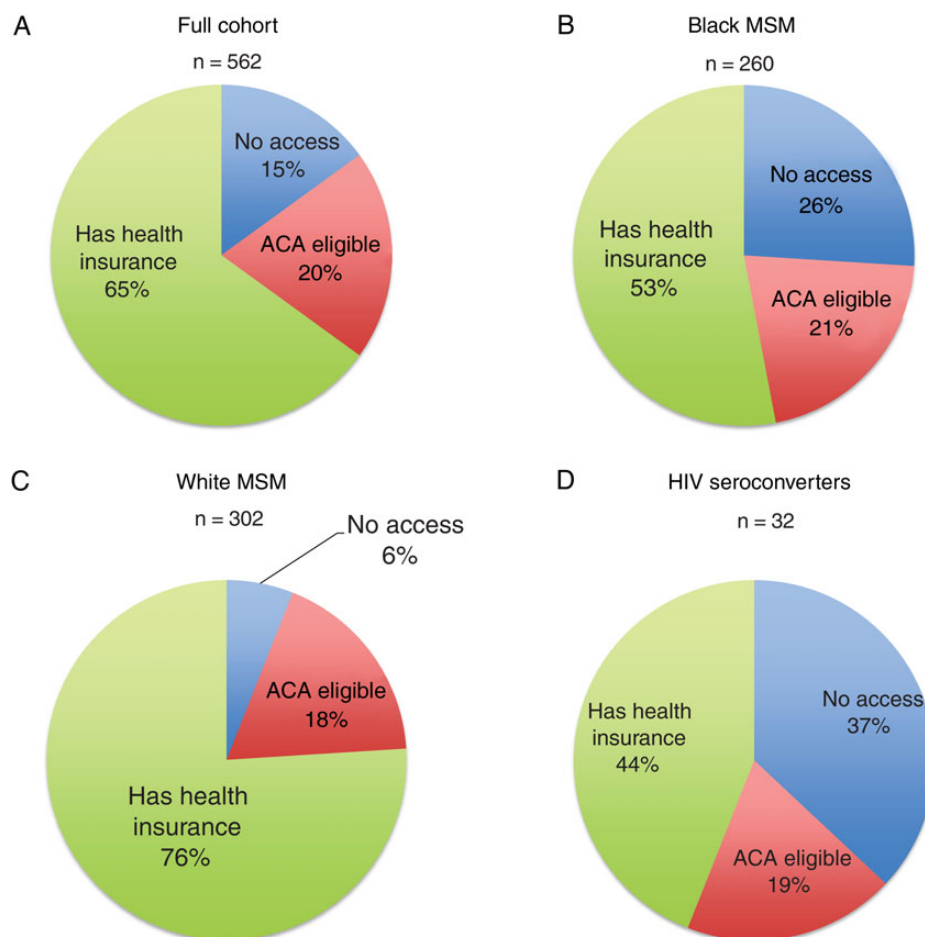 A
Full cohort
n = 562
No access
15%
ACA eligible
20%
Has health
insurance
65%
B
Black MSM
n = 260
No access
26%
ACA eligible
21%
Has health
insurance
53%
C
White MSM
n = 302
No access
6%
ACA eligible
18%
Has health
insurance
76%
D
HIV seroconverters
n = 32
No access
37%
ACA eligible
19%
Has health
insurance
44%